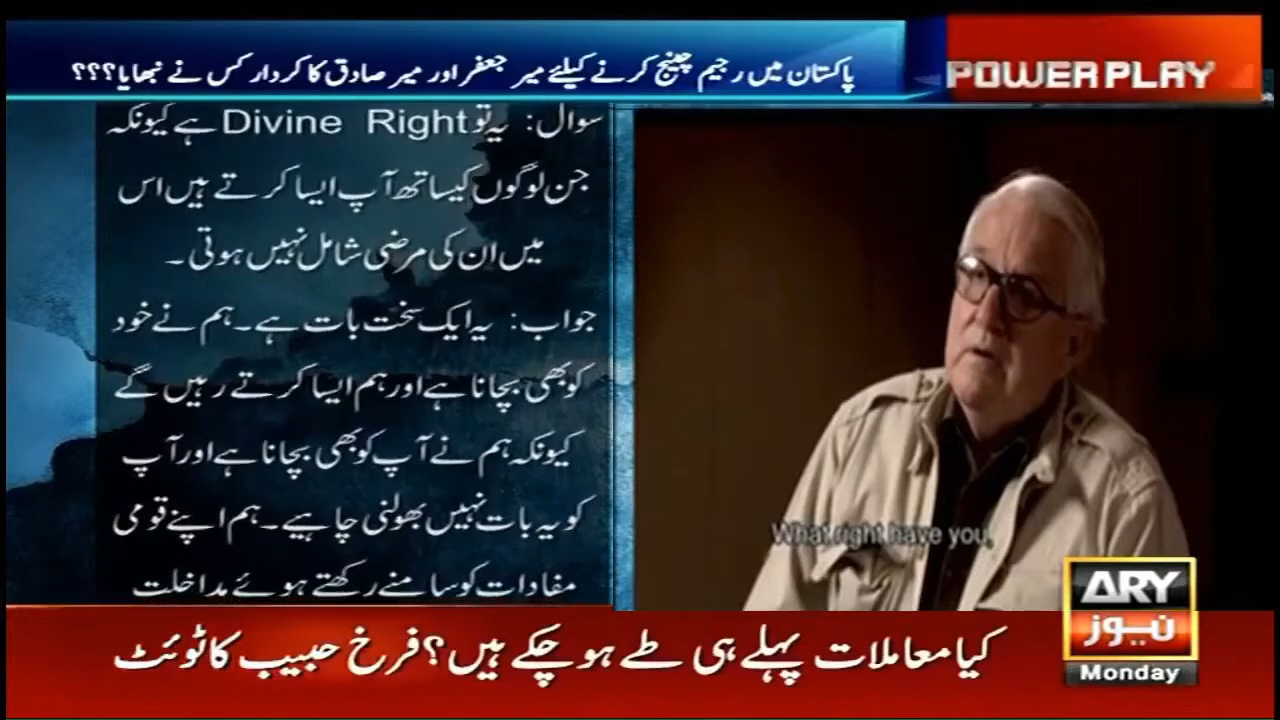 پاکستان میں رجیم چینج کرنے کیلئے میر جعفر اور میر صادق کا کردار کس نے نبھایا؟؟؟
POWER PLAY
سوال: یہ تو Divine Right ہے کیونکہ
جن لوگوں کیساتھ آپ ایسا کرتے ہیں اس
میں ان کی مرضی شامل نہیں ہوتی۔
جواب: یہ ایک سخت بات ہے۔ ہم نے خود
کو بھی بچانا ہے اور ہم ایسا کرتے رہیں گے
کیونکہ ہم نے آپ کو بھی بچانا ہے اور آپ
کو یہ بات نہیں بھولنی چاہیے۔ ہم اپنے قومی
مفادات کو سامنے رکھتے ہوئے مداخلت
What right have you,
کیا معاملات پہلے ہی طے ہو چکے ہیں؟ فرخ حبیب کا ٹوئٹ
ARY
نیوز
Monday